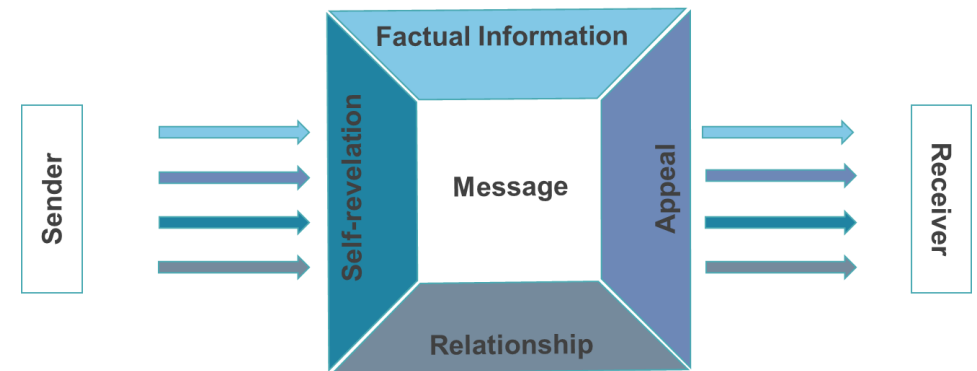 Factual Information
Sender
Self-revelation
Message
Appeal
Receiver
Relationship